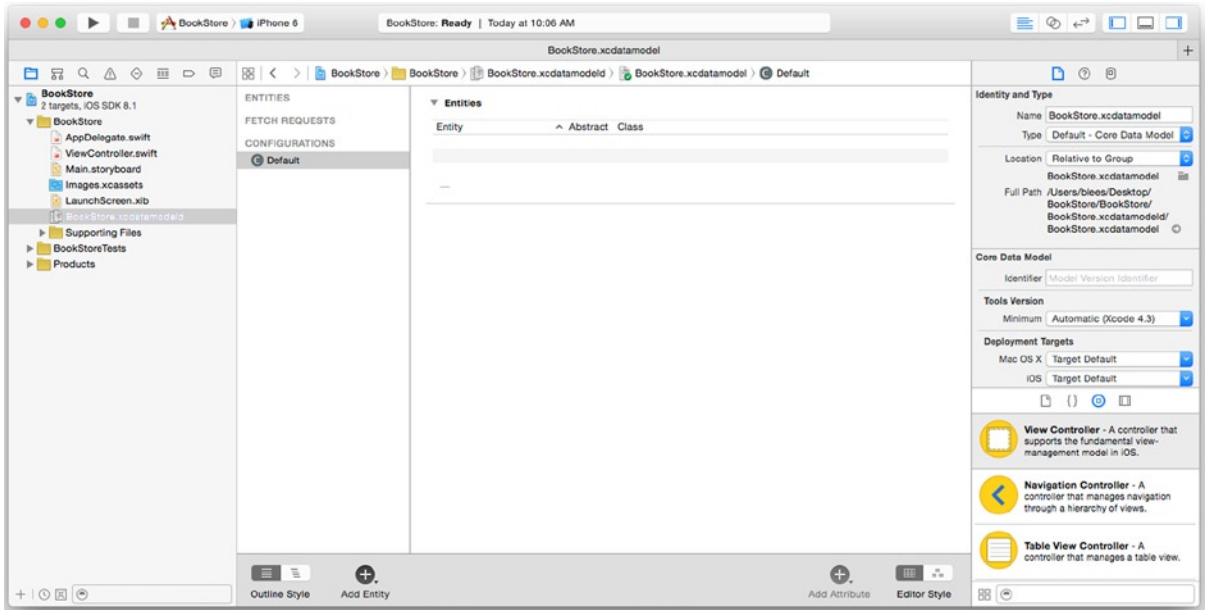 BookStore
iPhone 6
BookStore: Ready | Today at 10:06 AM
BookStore.xcdatamodel
BookStore
2 targets, iOS SDK 8.1
BookStore
AppDelegate.swift
ViewController.swift
Main.storyboard
Images.xcassets
LaunchScreen.xib
BookStore.xcdatamodeld
Supporting Files
BookStoreTests
Products
BookStore
BookStore
BookStore.xcdatamodeld
BookStore.xcdatamodel
Default
ENTITIES
FETCH REQUESTS
CONFIGURATIONS
Default
Entities
Entity Abstract Class
Outline Style
Add Entity
Add Attribute
Editor Style
Identity and Type
Name BookStore.xcdatamodel
Type Default - Core Data Model
Location Relative to Group
BookStore.xcdatamodel
Full Path /Users/blees/Desktop/
BookStore/BookStore/
BookStore.xcdatamodeld/
BookStore.xcdatamodel
Core Data Model
Identifier Model Version Identifier
Tools Version
Minimum Automatic (Xcode 4.3)
Deployment Targets
Mac OS X Target Default
iOS Target Default
View Controller - A controller that
supports the fundamental view-
management model in iOS.
Navigation Controller - A
controller that manages navigation
through a hierarchy of views.
Table View Controller - A
controller that manages a table view.